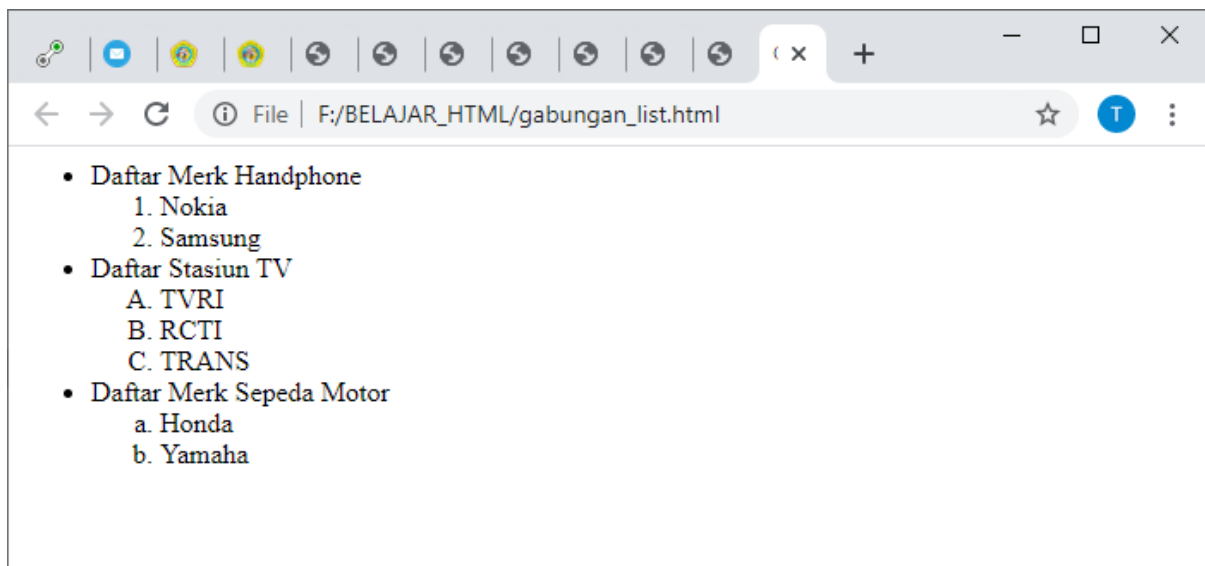 File | F:/BELAJAR_HTML/gabungan_list.html
T
• Daftar Merk Handphone
1. Nokia
2. Samsung
• Daftar Stasiun TV
A. TVRI
B. RCTI
C. TRANS
• Daftar Merk Sepeda Motor
a. Honda
b. Yamaha